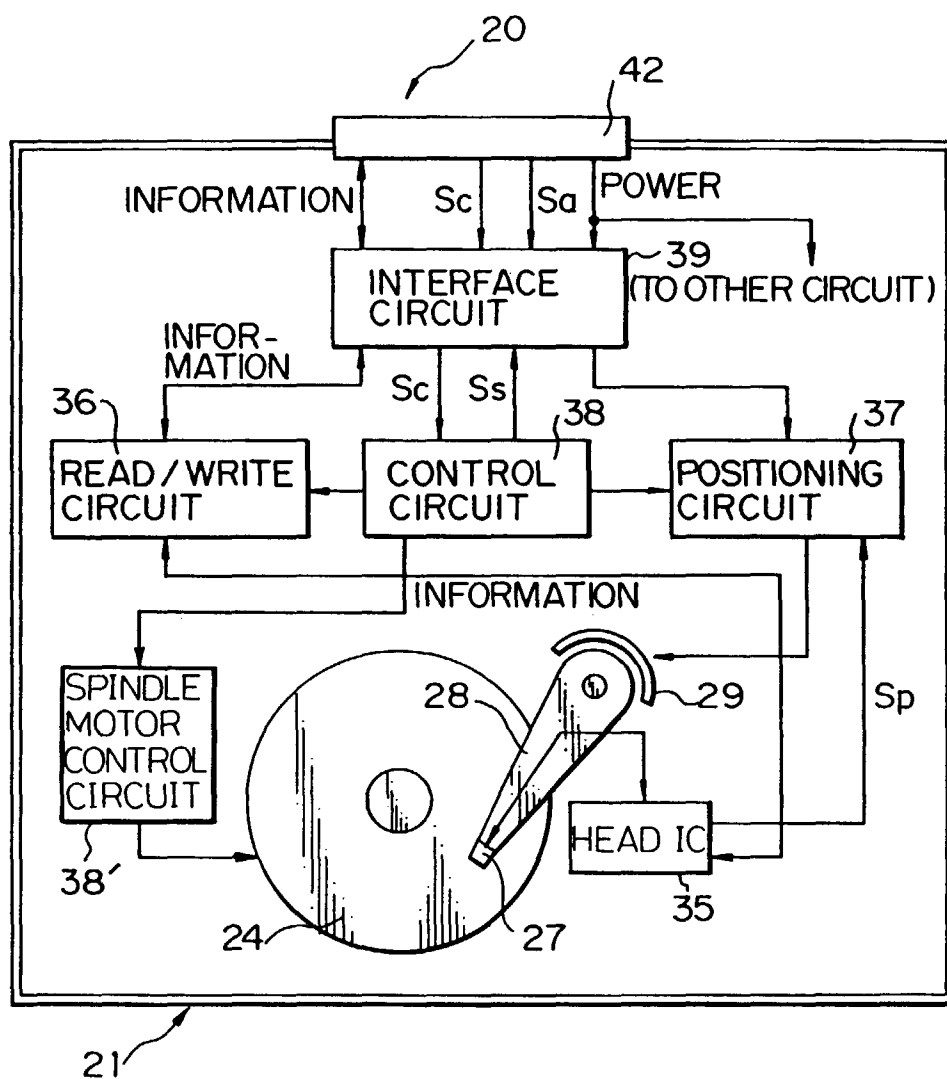 20
42
INFORMATION
Sc
Sa
POWER
39
INTERFACE
CIRCUIT
(TO OTHER CIRCUIT)
INFOR-
MATION
Sc
Ss
36
38
37
READ/WRITE
CIRCUIT
CONTROL
CIRCUIT
POSITIONING
CIRCUIT
INFORMATION
SPINDLE
MOTOR
CONTROL
CIRCUIT
28
29
Sp
HEAD IC
38'
24
27
35
21